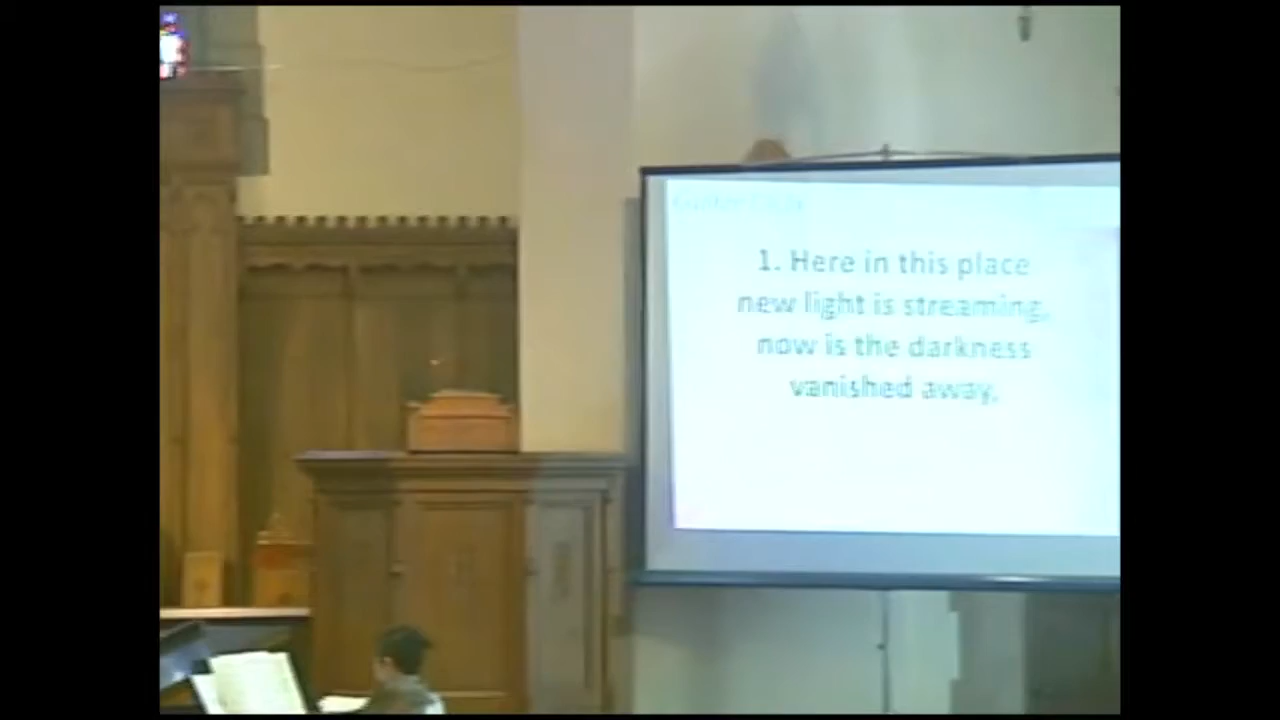 1. Here in this place
new light is streaming,
now is the darkness
vanished away,